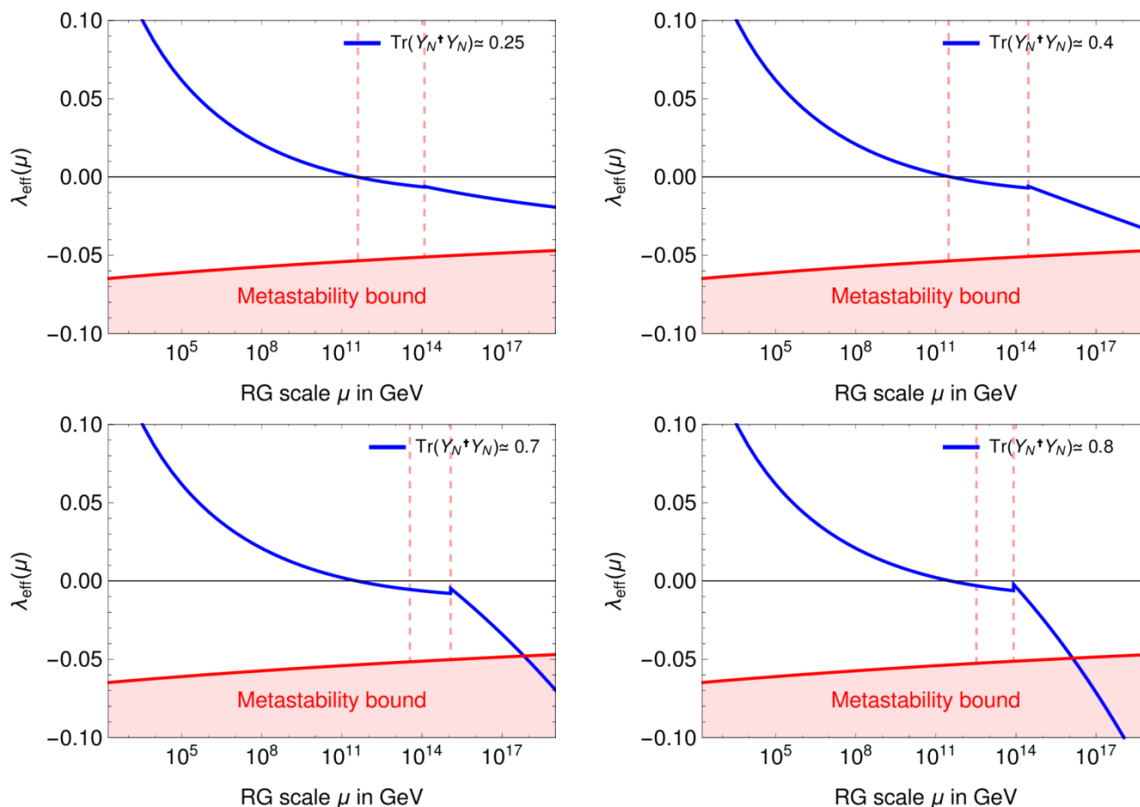 Tr(Y_N†Y_N)≃ 0.25
0.10
0.05
0.00
−0.05
−0.10
λeff(μ)
Metastability bound
10^5 10^8 10^11 10^14 10^17
RG scale μ in GeV
Tr(Y_N†Y_N)≃ 0.4
0.10
0.05
0.00
−0.05
−0.10
λeff(μ)
Metastability bound
10^5 10^8 10^11 10^14 10^17
RG scale μ in GeV
Tr(Y_N†Y_N)≃ 0.7
0.10
0.05
0.00
−0.05
−0.10
λeff(μ)
Metastability bound
10^5 10^8 10^11 10^14 10^17
RG scale μ in GeV
Tr(Y_N†Y_N)≃ 0.8
0.10
0.05
0.00
−0.05
−0.10
λeff(μ)
Metastability bound
10^5 10^8 10^11 10^14 10^17
RG scale μ in GeV